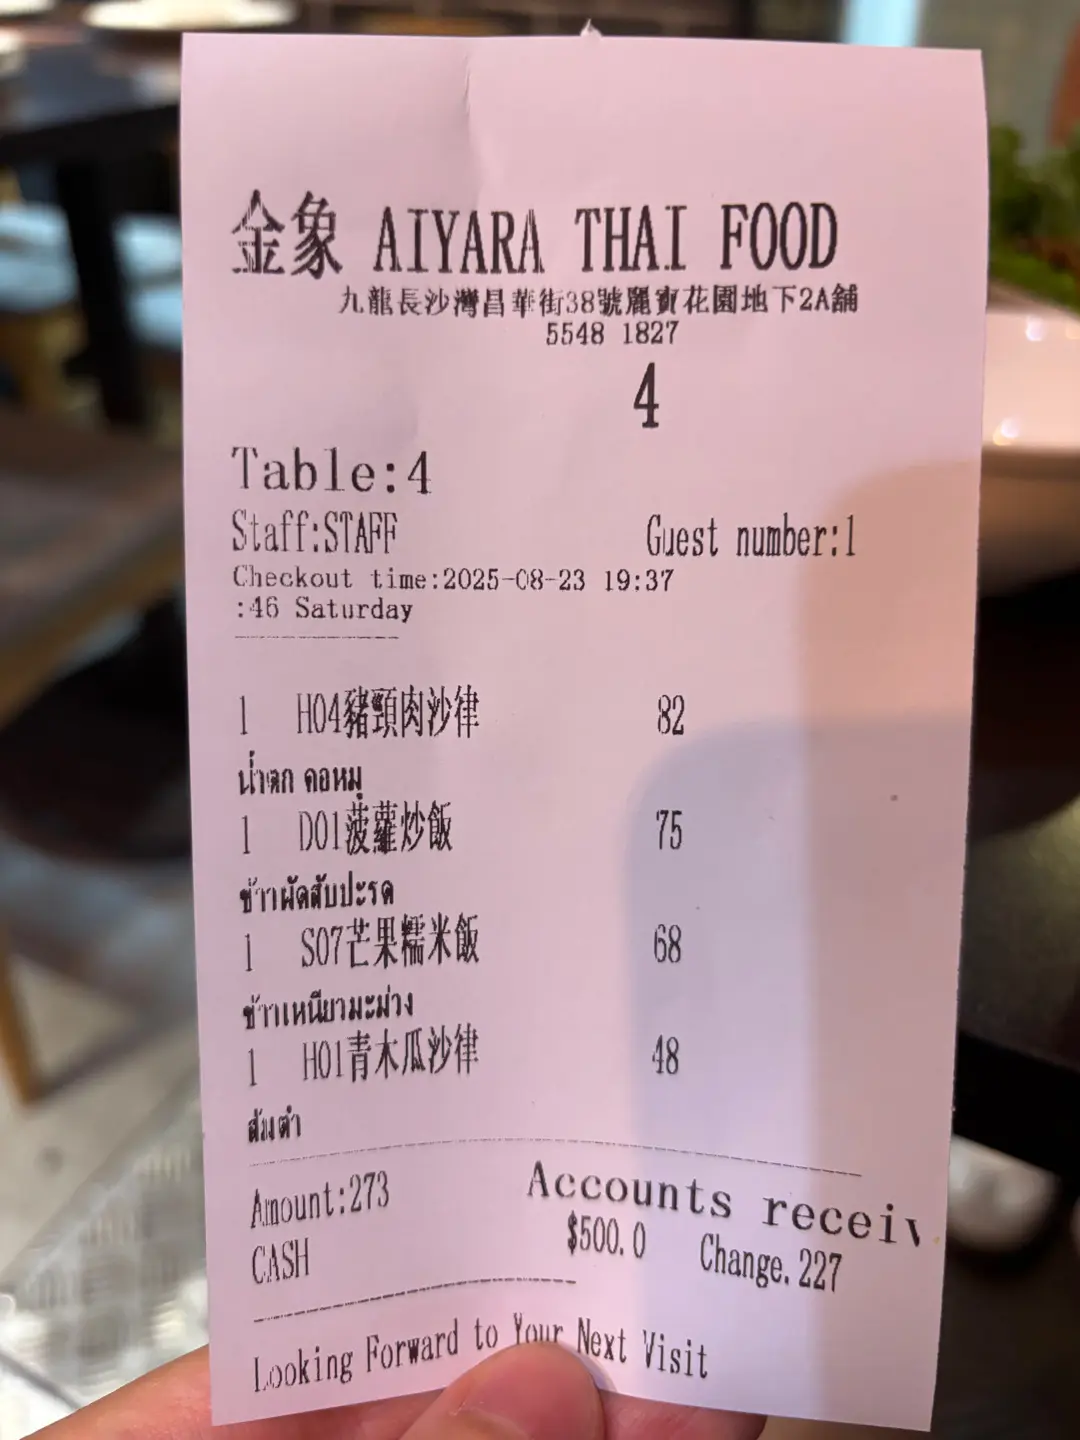 金象 AIYARA THAI FOOD
九龍長沙灣昌華街38號麗寶花園地下2A舖
5548 1827
4
Table:4
Staff:STAFF Guest number:1
Checkout time:2025-08-23 19:37
:46 Saturday
1 H04豬頸肉沙律 82
น้ำตก คอหมู
1 D01菠蘿炒飯 75
ข้าวผัดสับปะรด
1 S07芒果糯米飯 68
ข้าวเหนียวมะม่วง
1 H01青木瓜沙律 48
ส้มตำ
Amount:273 Accounts receiv
CASH $500.0 Change.227
Looking Forward to Your Next Visit